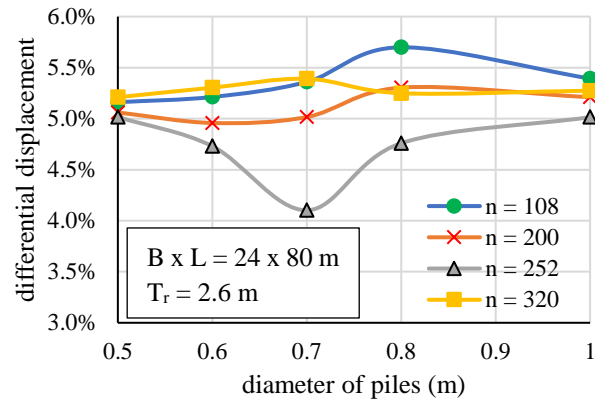 6.0%
5.5%
5.0%
4.5%
4.0%
3.5%
3.0%
differential displacement
n = 108
n = 200
n = 252
n = 320
B x L = 24 x 80 m
Tr = 2.6 m
0.5 0.6 0.7 0.8 0.9 1
diameter of piles (m)